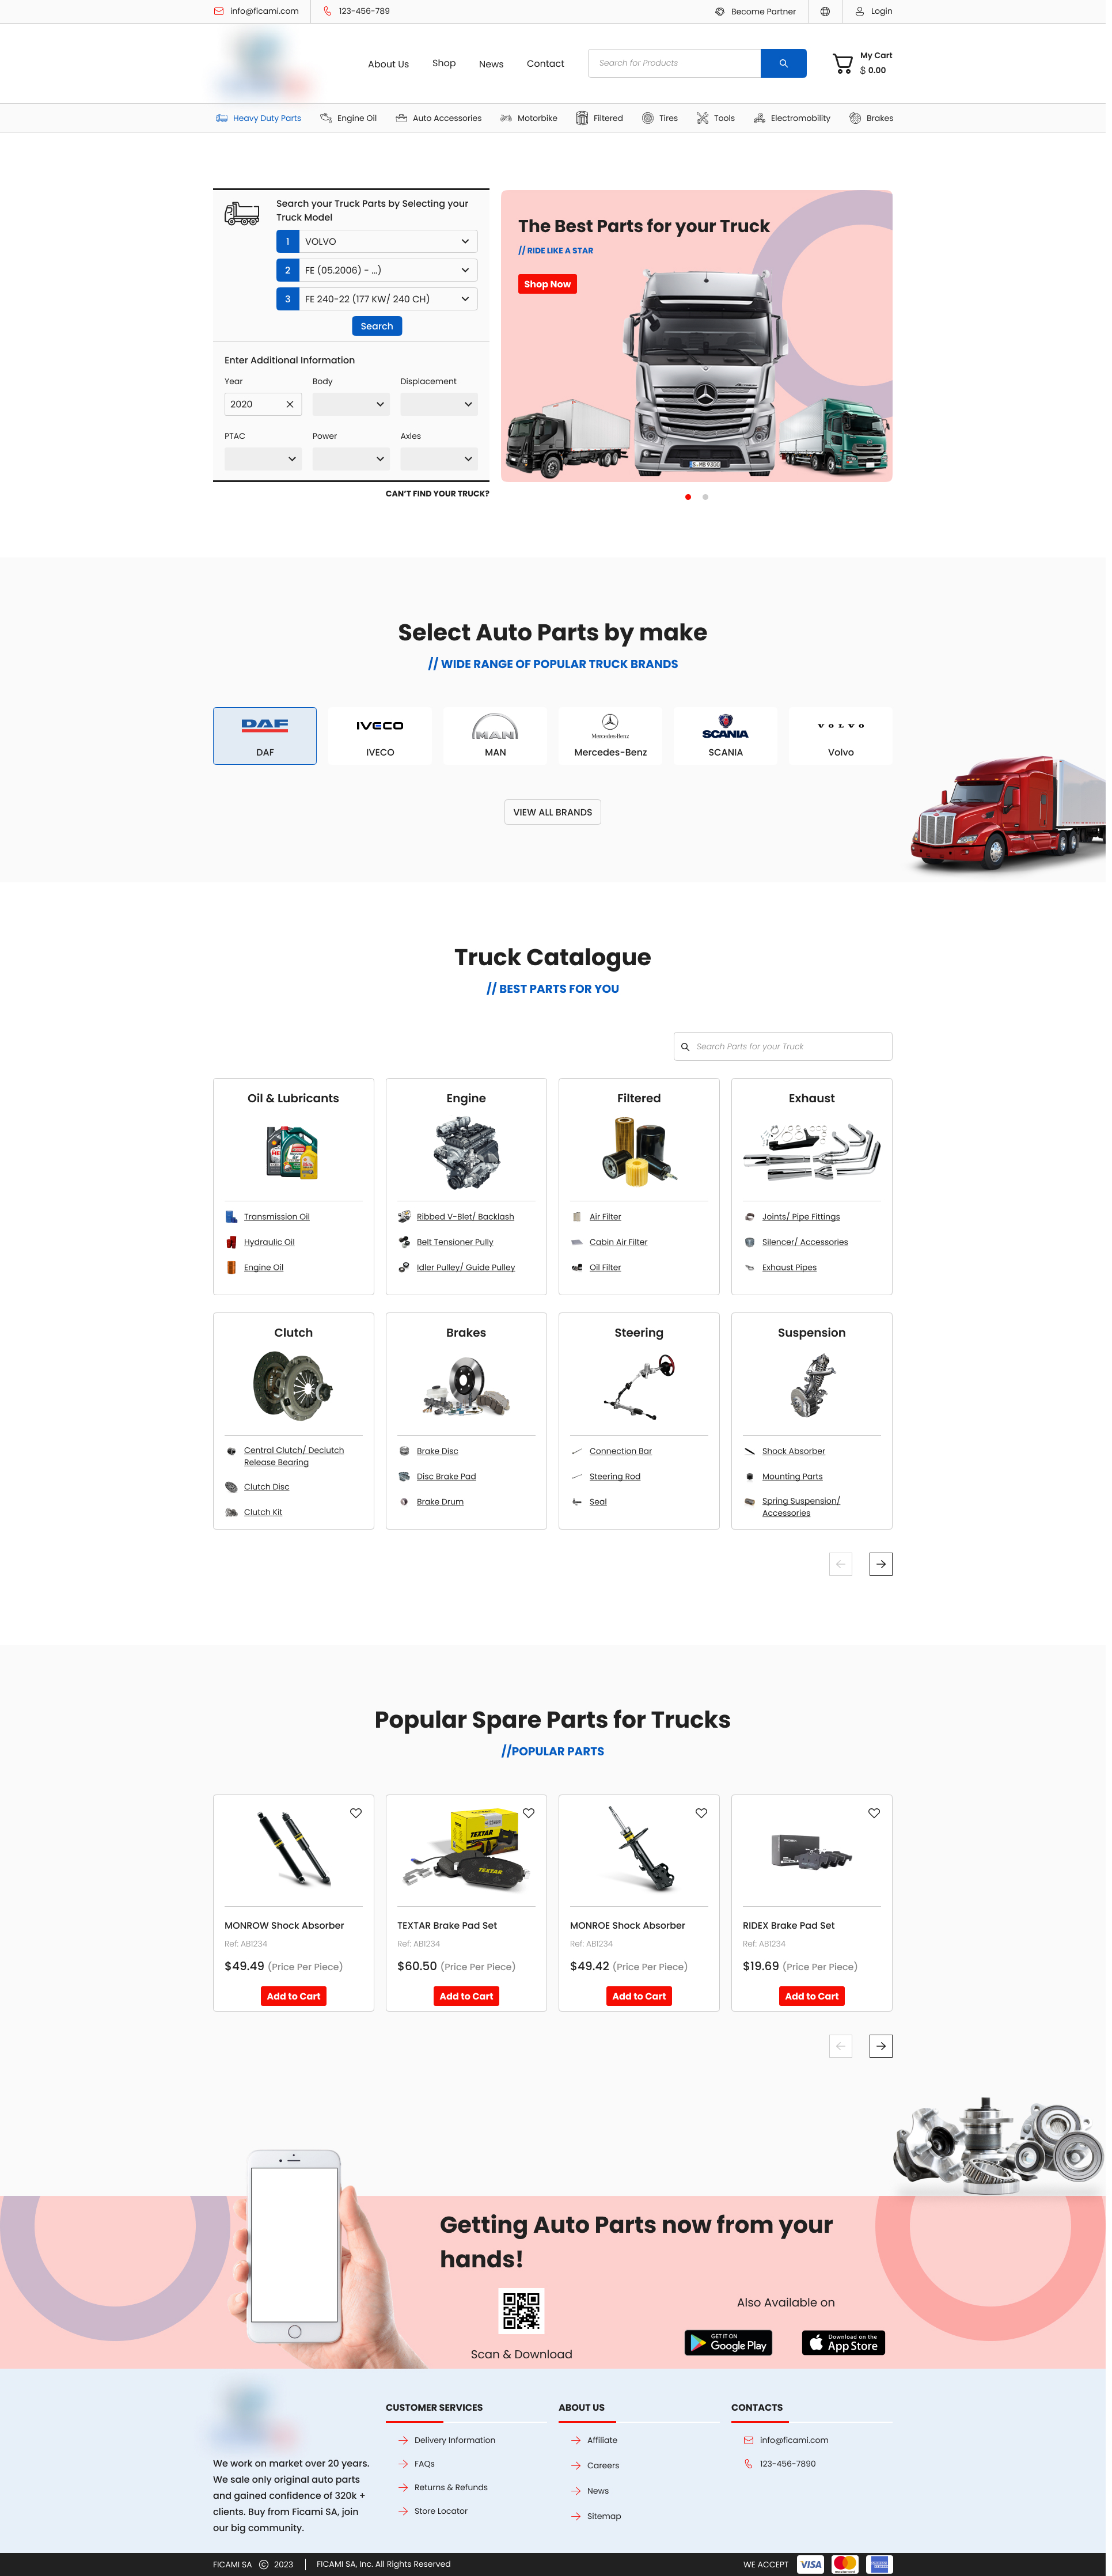 info@ficami.com
123-456-789
Become Partner
Login
About Us
Shop
News
Contact
Search for Products
My Cart
$ 0.00
Heavy Duty Parts
Engine Oil
Auto Accessories
Motorbike
Filtered
Tires
Tools
Electromobility
Brakes
Search your Truck Parts by Selecting your
Truck Model
1 VOLVO
2 FE (05.2006) - ...)
3 FE 240-22 (177 KW/ 240 CH)
Search
Enter Additional Information
Year
Body
Displacement
2020
PTAC
Power
Axles
CAN'T FIND YOUR TRUCK?
The Best Parts for your Truck
// RIDE LIKE A STAR
Shop Now
Select Auto Parts by make
// WIDE RANGE OF POPULAR TRUCK BRANDS
DAF
IVECO
MAN
Mercedes-Benz
SCANIA
VOLVO
DAF
IVECO
MAN
Mercedes-Benz
SCANIA
Volvo
VIEW ALL BRANDS
Truck Catalogue
// BEST PARTS FOR YOU
Search Parts for your Truck
Oil & Lubricants
Transmission Oil
Hydraulic Oil
Engine Oil
Engine
Ribbed V-Blet/ Backlash
Belt Tensioner Pully
Idler Pulley/ Guide Pulley
Filtered
Air Filter
Cabin Air Filter
Oil Filter
Exhaust
Joints/ Pipe Fittings
Silencer/ Accessories
Exhaust Pipes
Clutch
Central Clutch/ Declutch
Release Bearing
Clutch Disc
Clutch Kit
Brakes
Brake Disc
Disc Brake Pad
Brake Drum
Steering
Connection Bar
Steering Rod
Seal
Suspension
Shock Absorber
Mounting Parts
Spring Suspension/
Accessories
Popular Spare Parts for Trucks
//POPULAR PARTS
MONROW Shock Absorber
Ref: AB1234
$49.49 (Price Per Piece)
Add to Cart
TEXTAR
TEXTAR
TEXTAR Brake Pad Set
Ref: AB1234
$60.50 (Price Per Piece)
Add to Cart
MONROE Shock Absorber
Ref: AB1234
$49.42 (Price Per Piece)
Add to Cart
RIDEX Brake Pad Set
Ref: AB1234
$19.69 (Price Per Piece)
Add to Cart
Getting Auto Parts now from your
hands!
Scan & Download
Also Available on
GET IT ON
Google Play
Download on the
App Store
We work on market over 20 years.
We sale only original auto parts
and gained confidence of 320k +
clients. Buy from Ficami SA, join
our big community.
CUSTOMER SERVICES
Delivery Information
FAQs
Returns & Refunds
Store Locator
ABOUT US
Affiliate
Careers
News
Sitemap
CONTACTS
info@ficami.com
123-456-7890
FICAMI SA © 2023
FICAMI SA, Inc. All Rights Reserved
WE ACCEPT
VISA